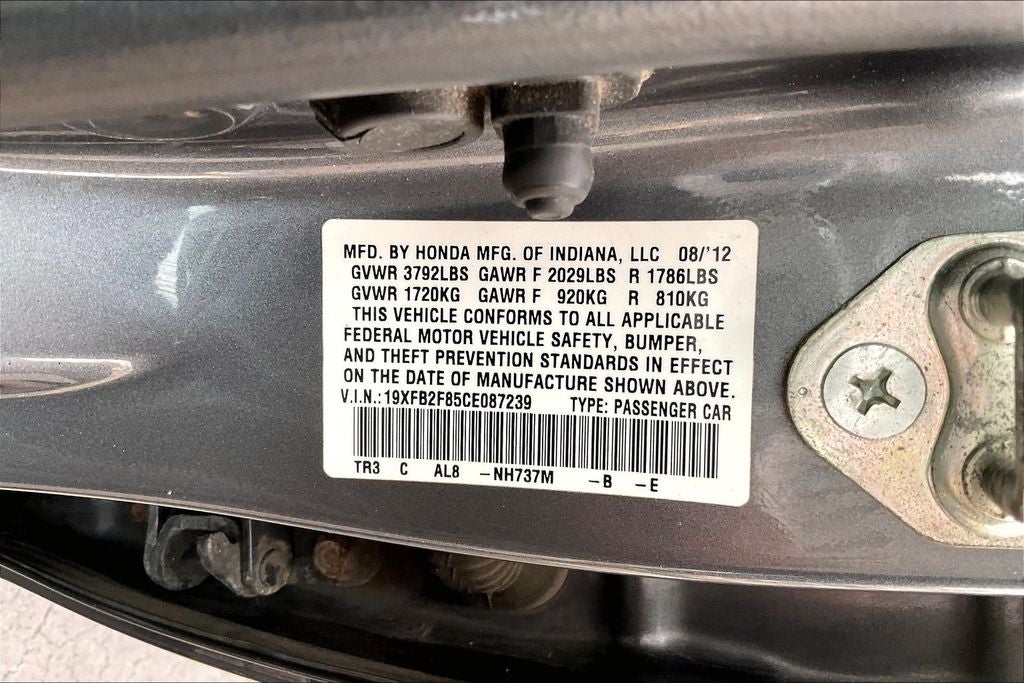 MFD. BY HONDA MFG. OF INDIANA, LLC 08/'12
GVWR 3792LBS GAWR F 2029LBS R 1786LBS
GVWR 1720KG GAWR F 920KG R 810KG
THIS VEHICLE CONFORMS TO ALL APPLICABLE
FEDERAL MOTOR VEHICLE SAFETY, BUMPER,
AND THEFT PREVENTION STANDARDS IN EFFECT
ON THE DATE OF MANUFACTURE SHOWN ABOVE.
V.I.N.:19XFB2F85CE087239 TYPE: PASSENGER CAR
TR3 C AL8 –NH737M –B –E